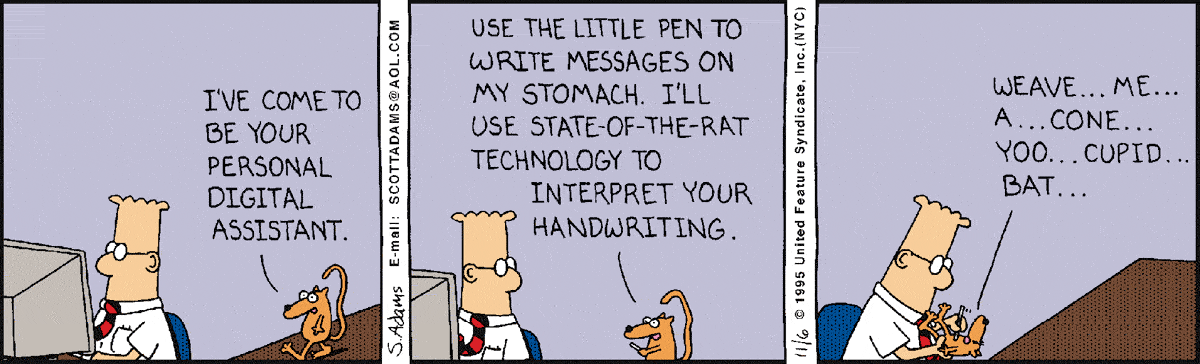 I'VE COME TO
BE YOUR
PERSONAL
DIGITAL
ASSISTANT.
S.Adams E-mail: SCOTTADAMS@AOL.COM
USE THE LITTLE PEN TO
WRITE MESSAGES ON
MY STOMACH. I'LL
USE STATE-OF-THE-RAT
TECHNOLOGY TO
INTERPRET YOUR
HANDWRITING.
11/6 © 1995 United Feature Syndicate, Inc.(NYC)
WEAVE... ME...
A...CONE...
YOO...CUPID...
BAT...